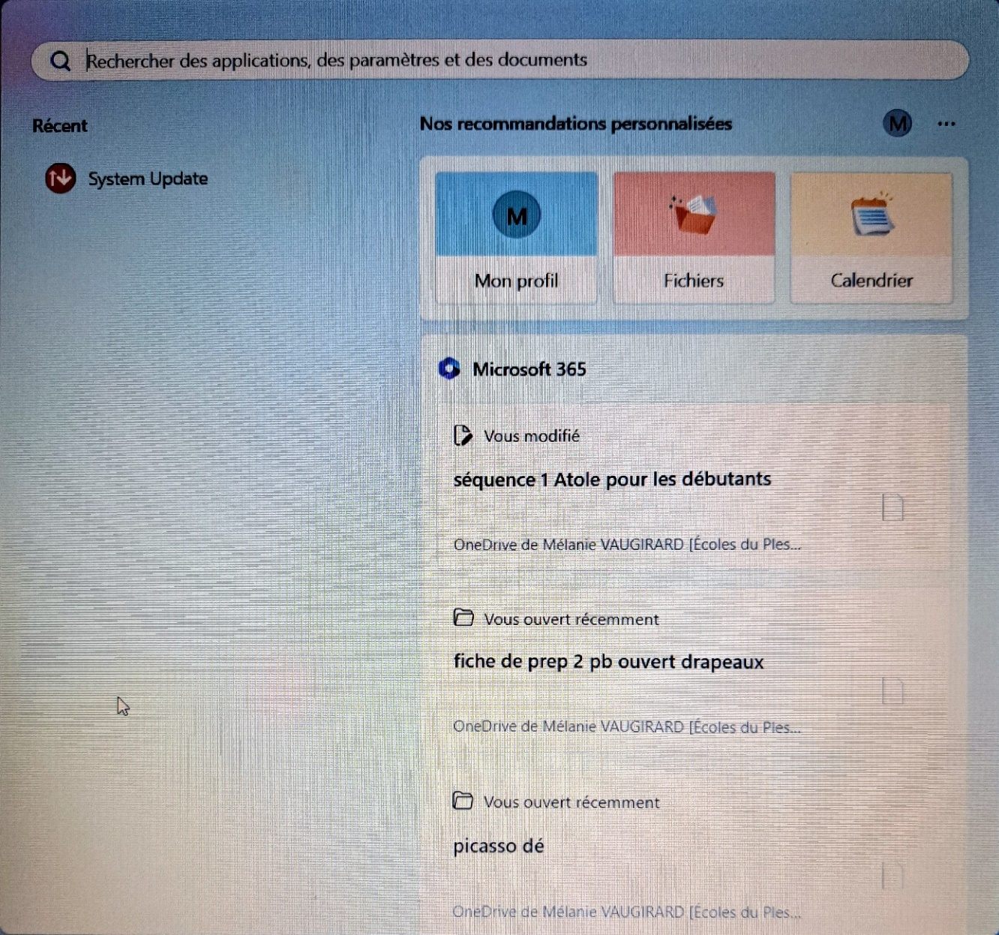 Rechercher des applications, des paramètres et des documents
Récent
System Update
Nos recommandations personnalisées
M
M
Mon profil
Fichiers
Calendrier
Microsoft 365
Vous modifié
séquence 1 Atole pour les débutants
OneDrive de Mélanie VAUGIRARD [Écoles du Ples...
Vous ouvert récemment
fiche de prep 2 pb ouvert drapeaux
OneDrive de Mélanie VAUGIRARD [Écoles du Ples...
Vous ouvert récemment
picasso dé
OneDrive de Mélanie VAUGIRARD [Écoles du Ples...